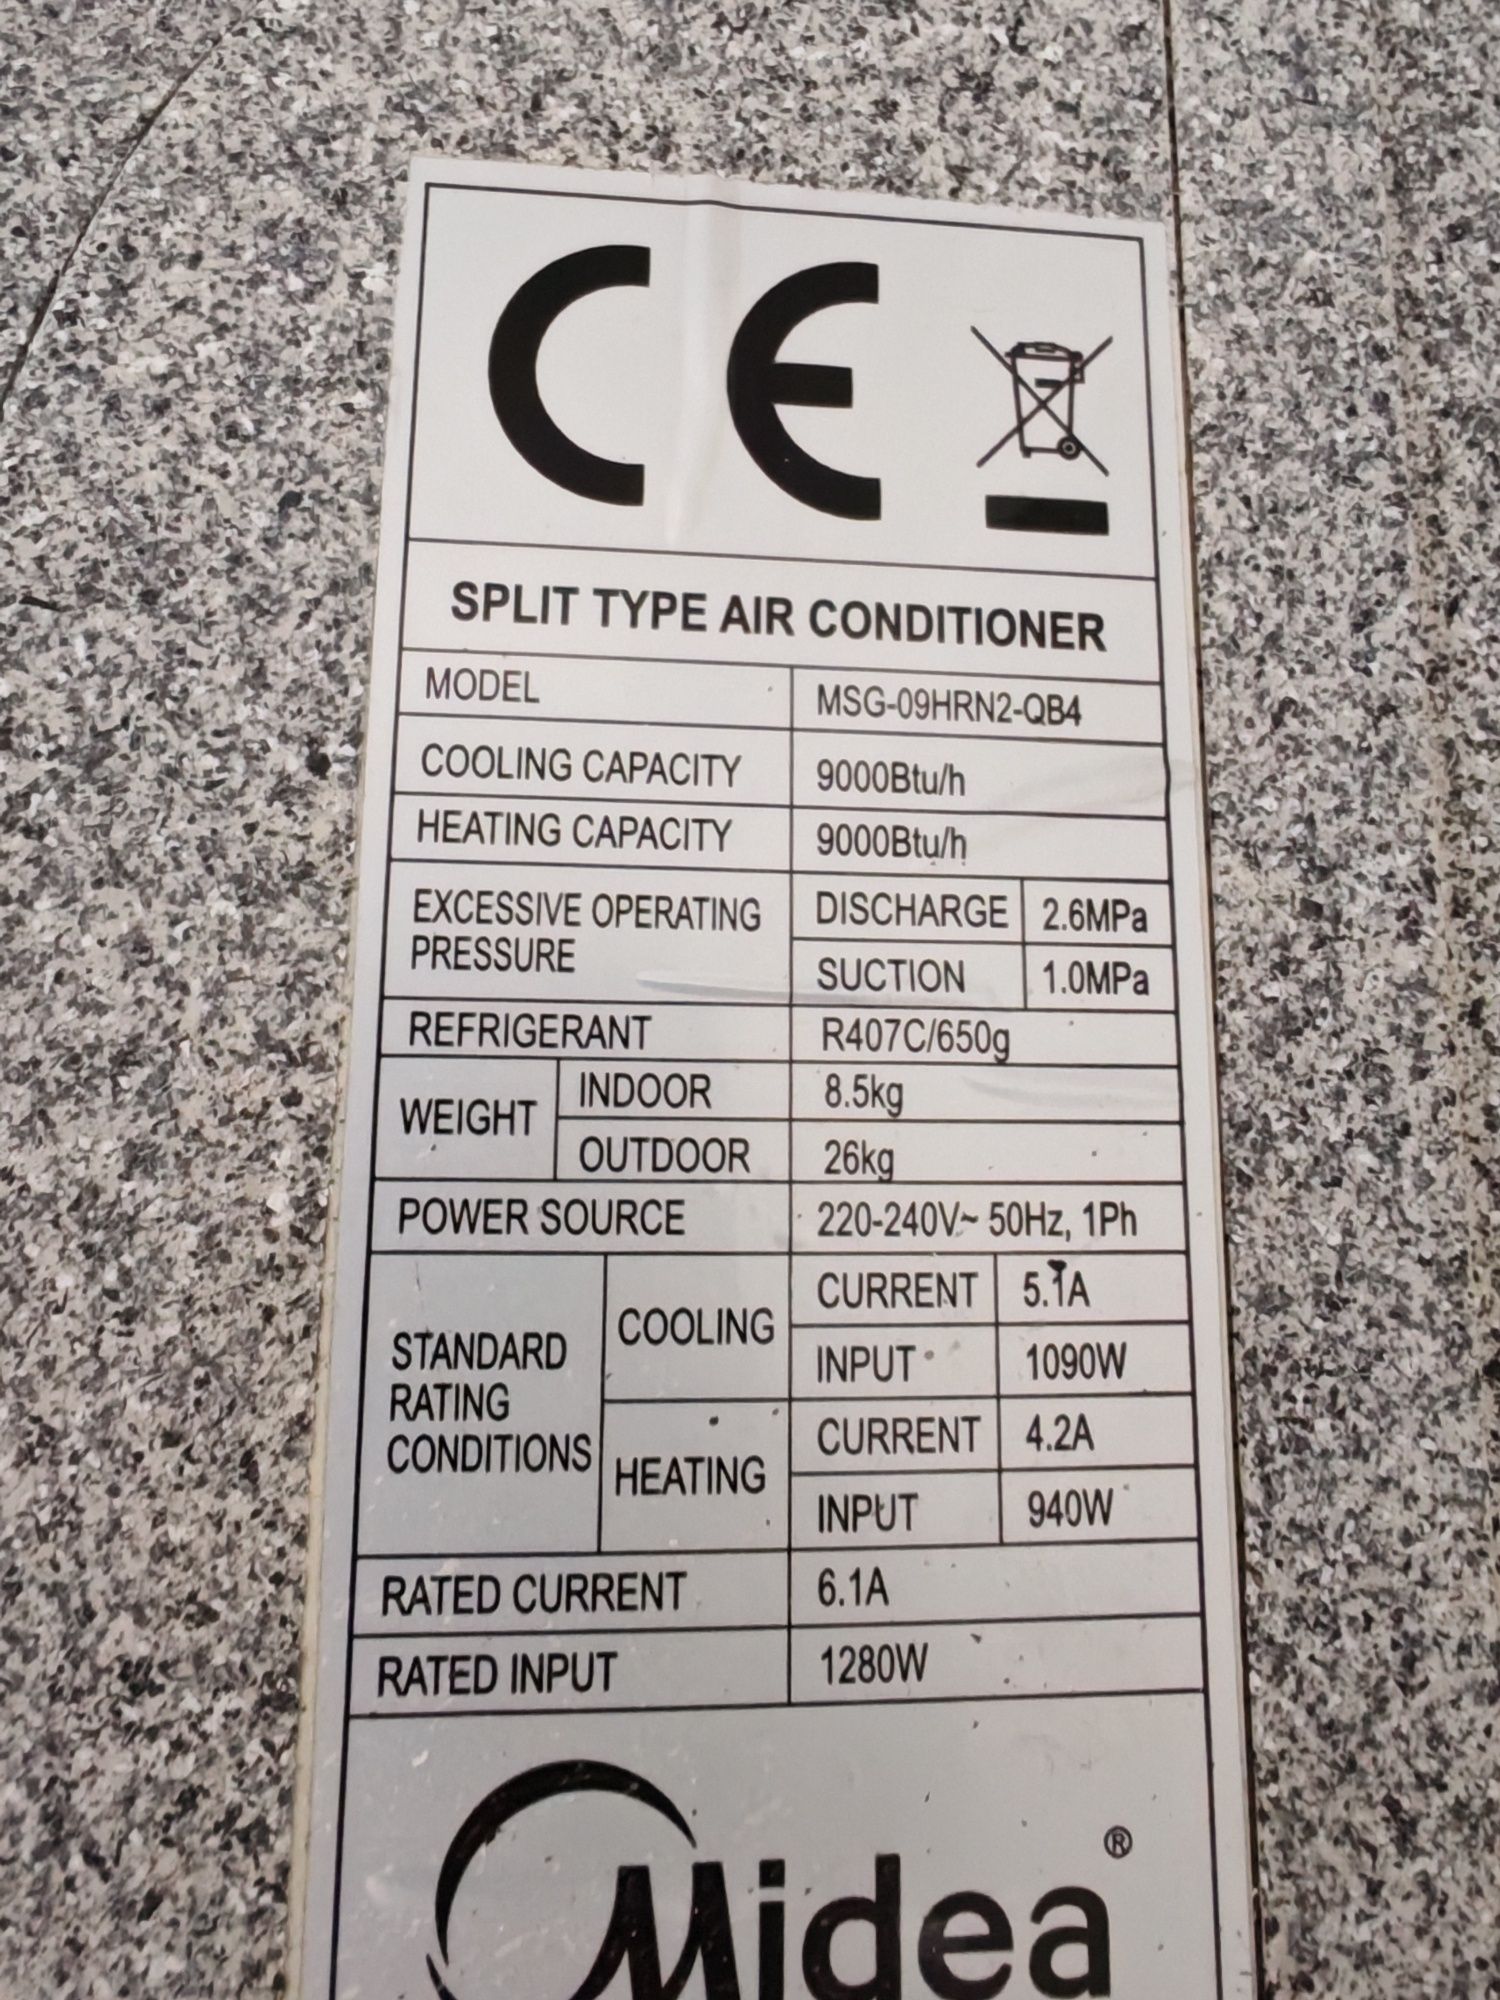 CE
SPLIT TYPE AIR CONDITIONER
MODEL MSG-09HRN2-QB4
COOLING CAPACITY 9000Btu/h
HEATING CAPACITY 9000Btu/h
EXCESSIVE OPERATING
PRESSURE
DISCHARGE 2.6MPa
SUCTION 1.0MPa
REFRIGERANT R407C/650g
WEIGHT
INDOOR 8.5kg
OUTDOOR 26kg
POWER SOURCE 220-240V~ 50Hz, 1Ph
STANDARD
RATING
CONDITIONS
COOLING
CURRENT 5.1A
INPUT 1090W
HEATING
CURRENT 4.2A
INPUT 940W
RATED CURRENT 6.1A
RATED INPUT 1280W
Midea®